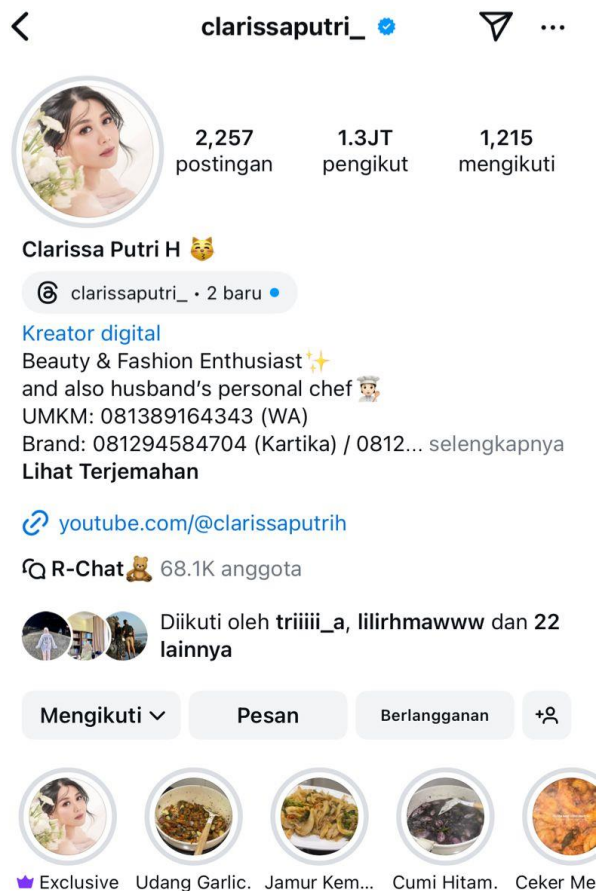 clarissaputri_
2,257 1.3JT 1,215
postingan pengikut mengikuti
Clarissa Putri H 😽
clarissaputri_ • 2 baru
Kreator digital
Beauty & Fashion Enthusiast✨
and also husband's personal chef👩🏻‍🍳
UMKM: 081389164343 (WA)
Brand: 081294584704 (Kartika) / 0812... selengkapnya
Lihat Terjemahan
youtube.com/@clarissaputrih
R-Chat🧸 68.1K anggota
Diikuti oleh triiiii_a, lilirhmawww dan 22
lainnya
Mengikuti Pesan Berlangganan
Exclusive Udang Garlic. Jamur Kem... Cumi Hitam. Ceker Me